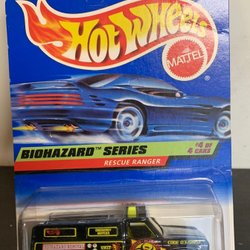 Hot Wheels
MATTEL
BIOHAZARD™ SERIES
#4 OF
4 CARS
RESCUE RANGER